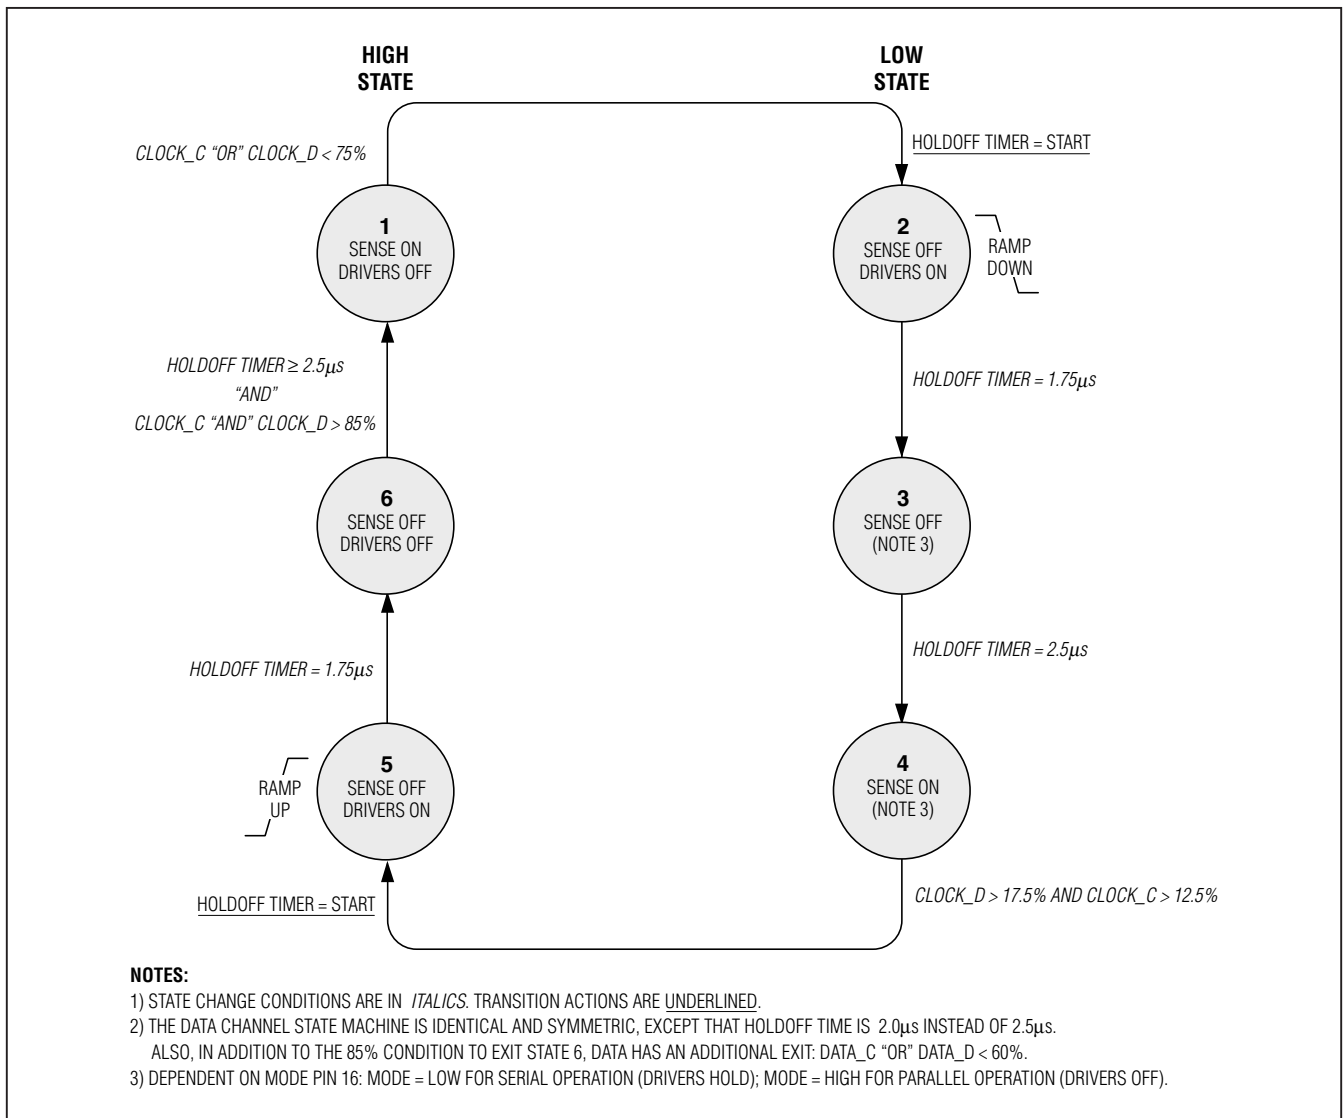 HIGH
STATE
LOW
STATE
CLOCK_C “OR” CLOCK_D < 75%
HOLDOFF TIMER = START
1
SENSE ON
DRIVERS OFF
2
SENSE OFF
DRIVERS ON
RAMP
DOWN
HOLDOFF TIMER ≥ 2.5μs
“AND”
CLOCK_C “AND” CLOCK_D > 85%
HOLDOFF TIMER = 1.75μs
6
SENSE OFF
DRIVERS OFF
3
SENSE OFF
(NOTE 3)
HOLDOFF TIMER = 1.75μs
HOLDOFF TIMER = 2.5μs
RAMP
UP
5
SENSE OFF
DRIVERS ON
4
SENSE ON
(NOTE 3)
HOLDOFF TIMER = START
CLOCK_D > 17.5% AND CLOCK_C > 12.5%
NOTES:
1) STATE CHANGE CONDITIONS ARE IN ITALICS. TRANSITION ACTIONS ARE UNDERLINED.
2) THE DATA CHANNEL STATE MACHINE IS IDENTICAL AND SYMMETRIC, EXCEPT THAT HOLDOFF TIME IS 2.0μs INSTEAD OF 2.5μs.
ALSO, IN ADDITION TO THE 85% CONDITION TO EXIT STATE 6, DATA HAS AN ADDITIONAL EXIT: DATA_C “OR” DATA_D < 60%.
3) DEPENDENT ON MODE PIN 16: MODE = LOW FOR SERIAL OPERATION (DRIVERS HOLD); MODE = HIGH FOR PARALLEL OPERATION (DRIVERS OFF).